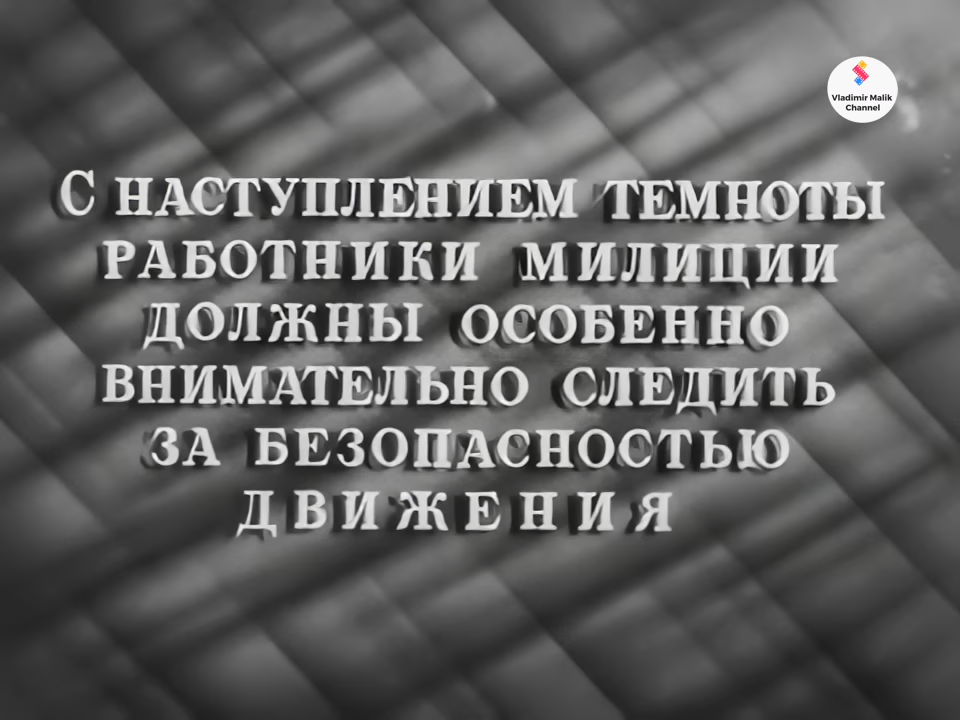 Vladimir Malik
Channel
С НАСТУПЛЕНИЕМ ТЕМНОТЫ
РАБОТНИКИ МИЛИЦИИ
ДОЛЖНЫ ОСОБЕННО
ВНИМАТЕЛЬНО СЛЕДИТЬ
ЗА БЕЗОПАСНОСТЬЮ
ДВИЖЕНИЯ